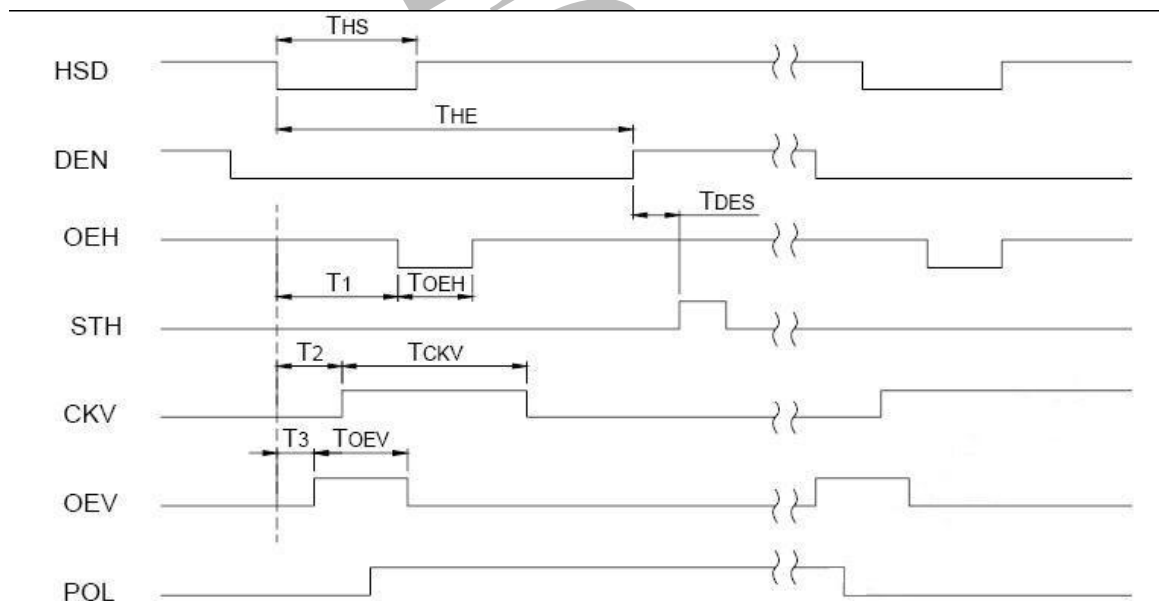 THS
HSD
THE
DEN
TDES
OEH
T1 TOEH
STH
T2 TCKV
CKV
T3 TOEV
OEV
POL